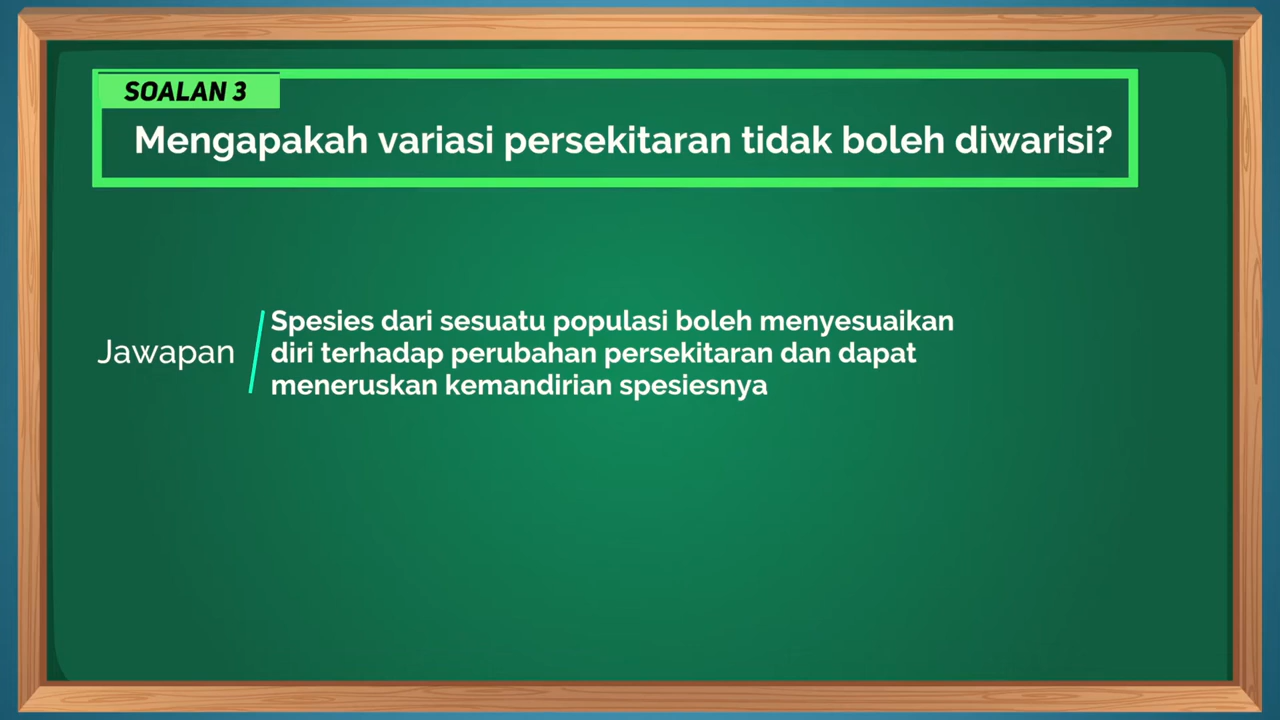 SOALAN 3
Mengapakah variasi persekitaran tidak boleh diwarisi?
Jawapan
Spesies dari sesuatu populasi boleh menyesuaikan
diri terhadap perubahan persekitaran dan dapat
meneruskan kemandirian spesiesnya